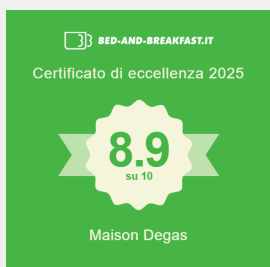 BED-AND-BREAKFAST.IT
Certificato di eccellenza 2025
8.9
su 10
Maison Degas